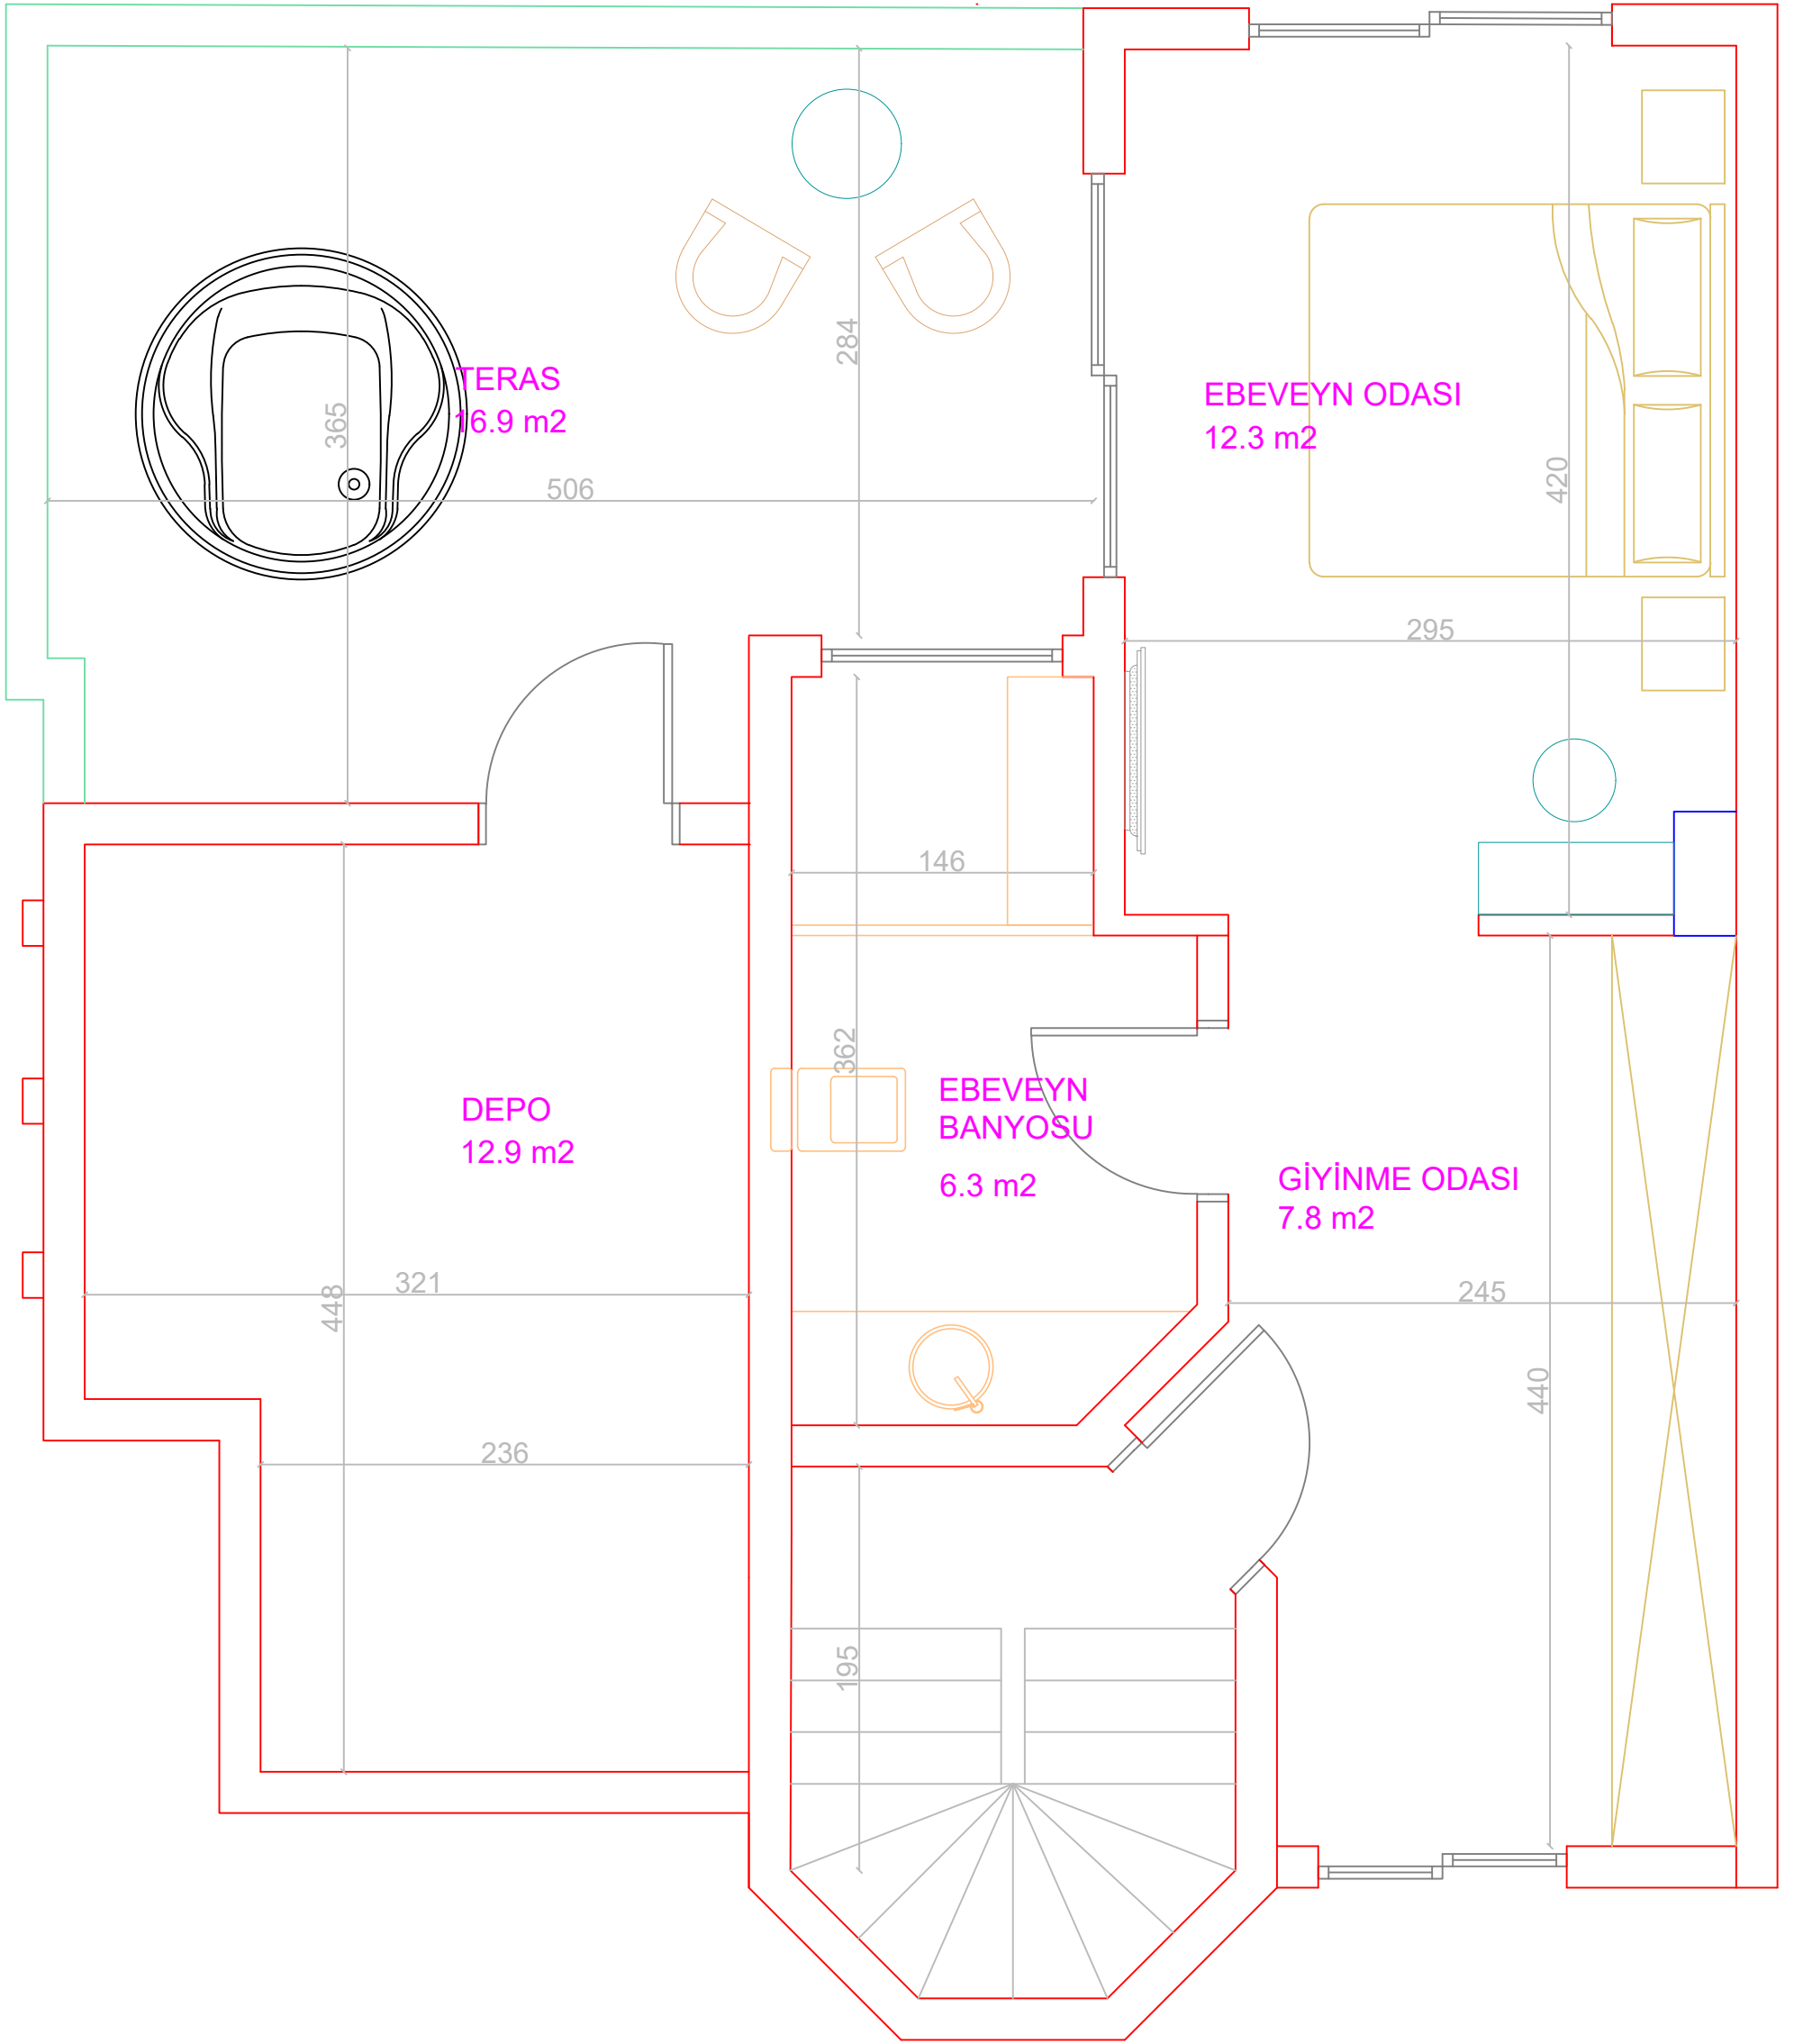 TERAS
16.9 m2
365
284
506
EBEVEYN ODASI
12.3 m2
420
295
146
362
DEPO
12.9 m2
EBEVEYN
BANYOSU
6.3 m2
GİYİNME ODASI
7.8 m2
321
448
245
440
236
195